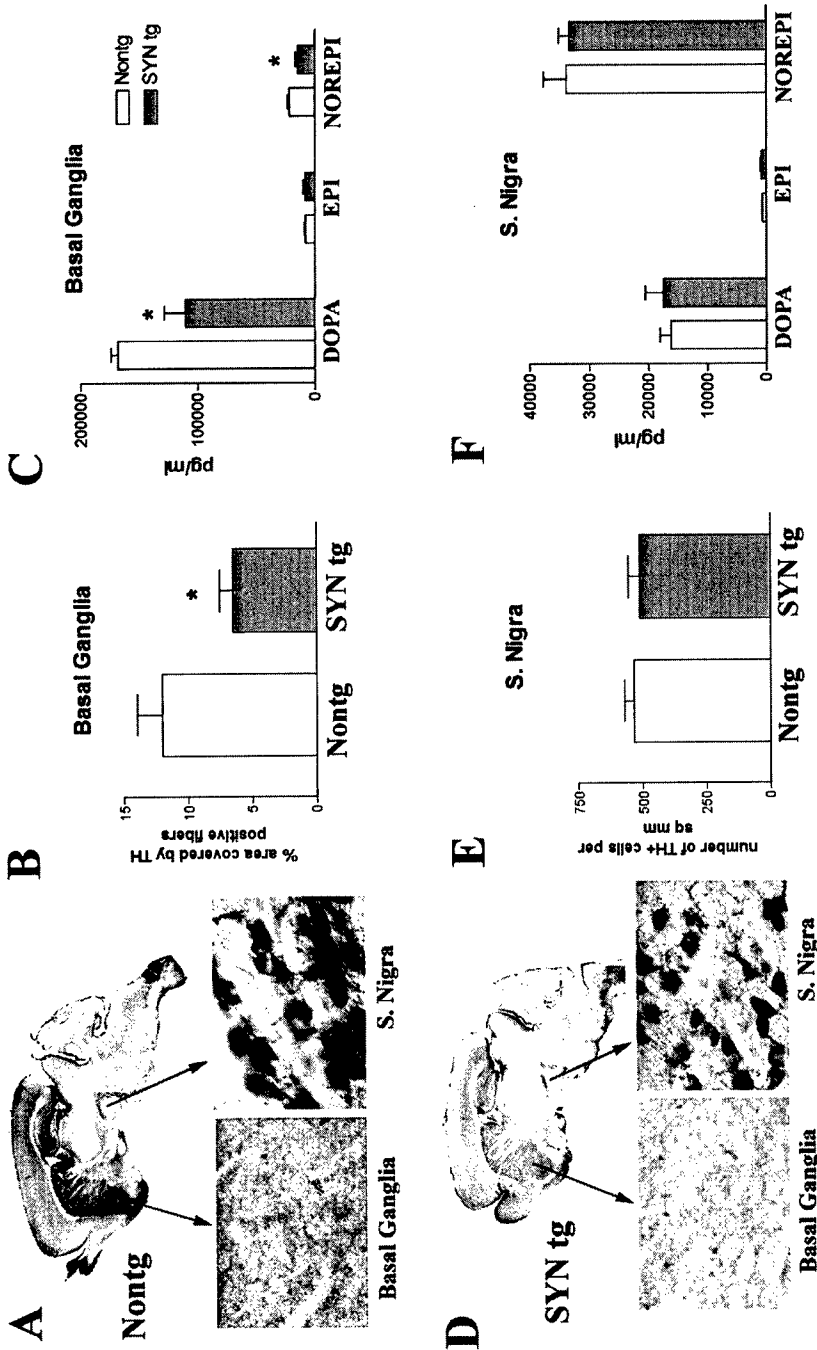 A
Nontg
Basal Ganglia
S. Nigra
B
Basal Ganglia
% area covered by TH
positive fibers
15
10
5
0
*
Nontg
SYN tg
C
Basal Ganglia
Nontg
SYN tg
pg/ml
200000
100000
0
*
*
DOPA
EPI
NOREPI
D
SYN tg
Basal Ganglia
S. Nigra
E
S. Nigra
number of TH+ cells per
sq mm
750
500
250
0
Nontg
SYN tg
F
S. Nigra
pg/ml
40000
30000
20000
10000
0
DOPA
EPI
NOREPI